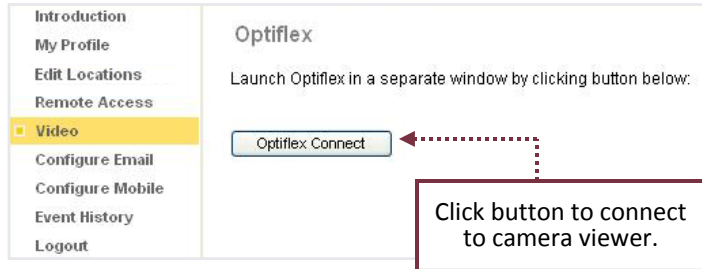 Introduction
My Profile
Edit Locations
Remote Access
Video
Configure Email
Configure Mobile
Event History
Logout
Optiflex
Launch Optiflex in a separate window by clicking button below:
Optiflex Connect
Click button to connect
to camera viewer.